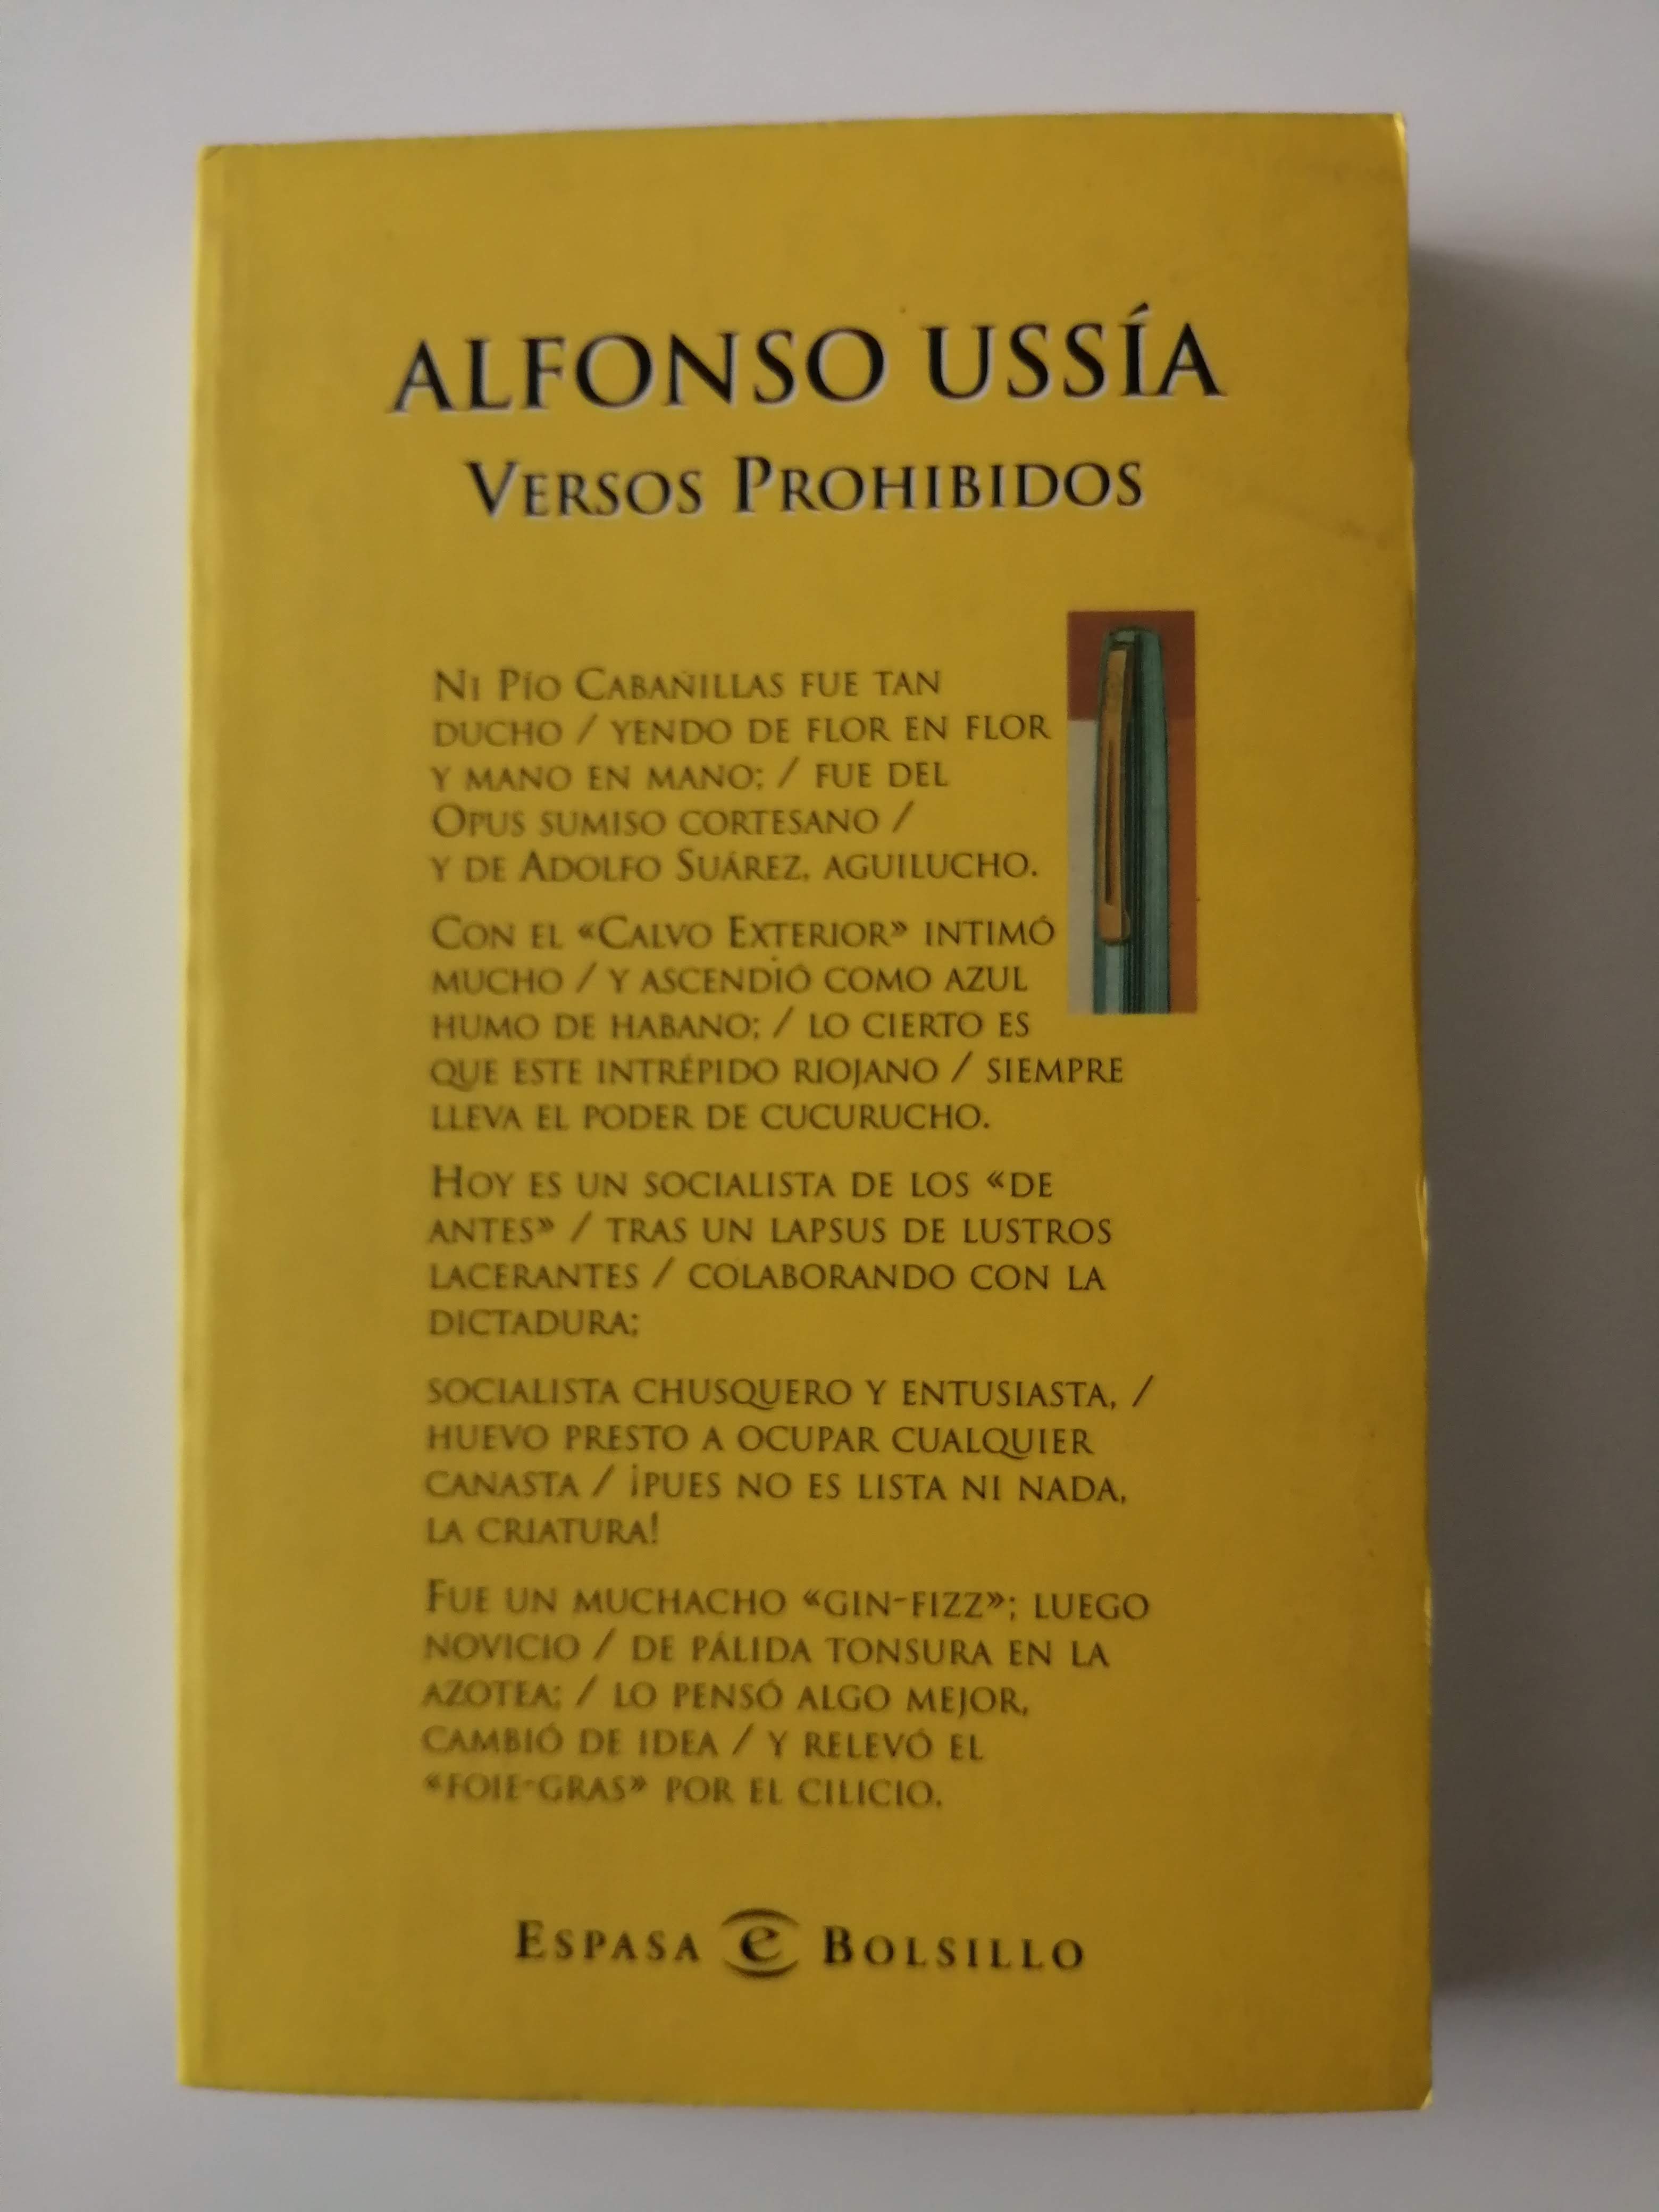 ALFONSO USSÍA
VERSOS PROHIBIDOS
NI PÍO CABAÑILLAS FUE TAN
DUCHO / YENDO DE FLOR EN FLOR
Y MANO EN MANO; / FUE DEL
OPUS SUMISO CORTESANO /
Y DE ADOLFO SUÁREZ, AGUILUCHO.
CON EL «CALVO EXTERIOR» INTIMÓ
MUCHO / Y ASCENDIÓ COMO AZUL
HUMO DE HABANO; / LO CIERTO ES
QUE ESTE INTRÉPIDO RIOJANO / SIEMPRE
LLEVA EL PODER DE CUCURUCHO.
HOY ES UN SOCIALISTA DE LOS «DE
ANTES» / TRAS UN LAPSUS DE LUSTROS
LACERANTES / COLABORANDO CON LA
DICTADURA;
SOCIALISTA CHUSQUERO Y ENTUSIASTA, /
HUEVO PRESTO A OCUPAR CUALQUIER
CANASTA / ¡PUES NO ES LISTA NI NADA,
LA CRIATURA!
FUE UN MUCHACHO «GIN-FIZZ»; LUEGO
NOVICIO / DE PÁLIDA TONSURA EN LA
AZOTEA; / LO PENSÓ ALGO MEJOR,
CAMBIÓ DE IDEA / Y RELEVÓ EL
«FOIE-GRAS» POR EL CILICIO.
ESPASA e BOLSILLO